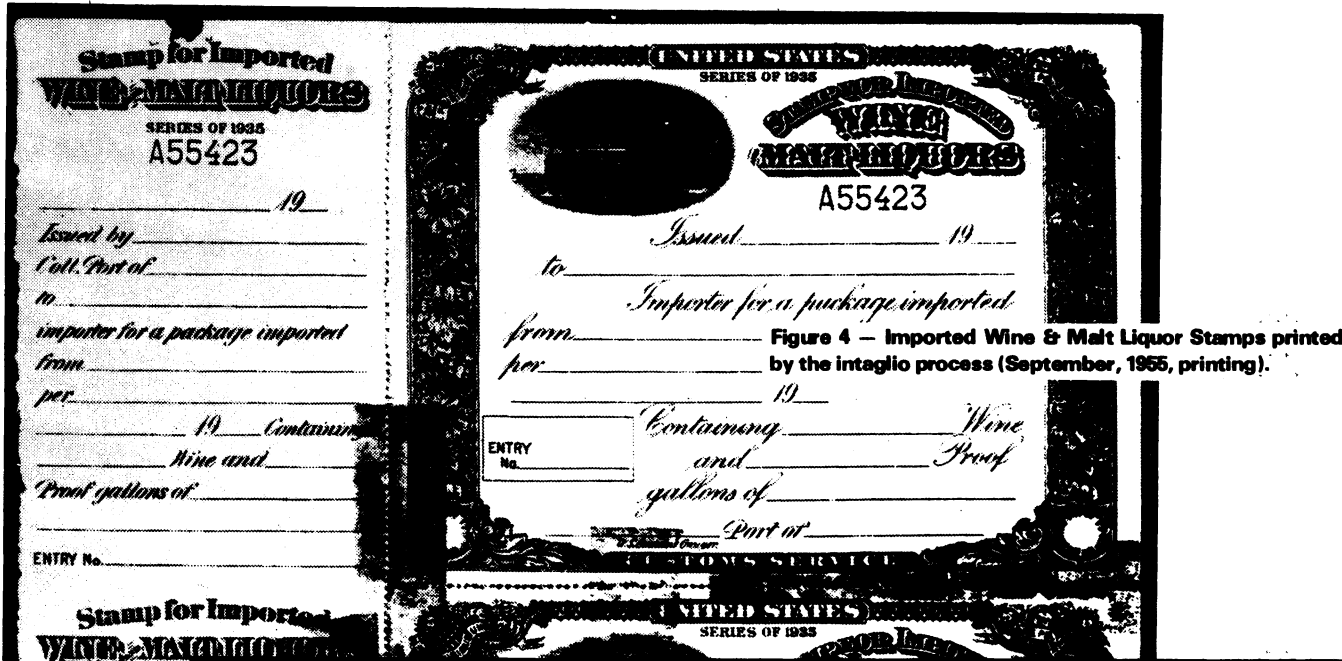 Stamp for Imported
WINE & MALT LIQUORS
SERIES OF 1935
A55423
19
Issued by
Coll. Port of
to
importer for a package imported
from
per
19 Containing
Wine and
Proof gallons of
ENTRY No.
Stamp for Imported
WINE & MALT LIQUORS
UNITED STATES
SERIES OF 1935
STAMP FOR IMPORTED
WINE
MALT LIQUORS
A55423
Issued 19
to
Importer for a package imported
from
per
19
ENTRY
No.
Containing Wine
and Proof
gallons of
Port of
CUSTOMS SERVICE
UNITED STATES
SERIES OF 1935
Figure 4 — Imported Wine & Malt Liquor Stamps printed
by the intaglio process (September, 1955, printing).